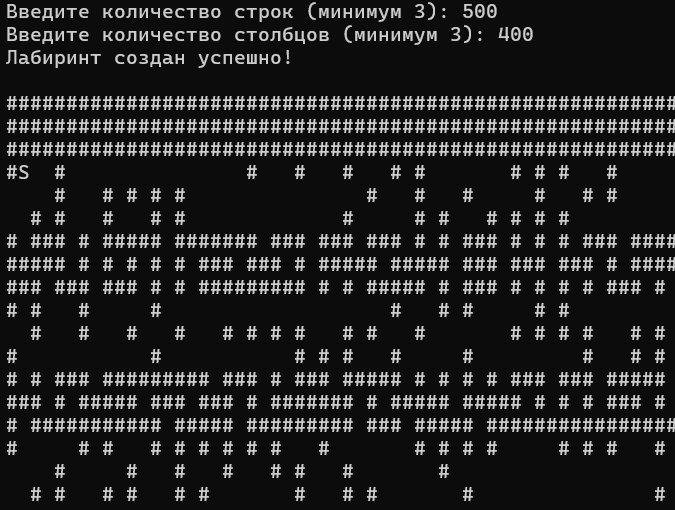 Введите количество строк (минимум 3): 500
Введите количество столбцов (минимум 3): 400
Лабиринт создан успешно!
########################################################
########################################################
########################################################
#S  #               #   #   #   # #       # # #   #
    #   # # # #               #   #   #     #   # #
  # #   #   # #             #     # #   # # # #
# ### # ##### ####### ### ### ### # # ### # # # ### ####
##### # # # # # ### ### # ##### ##### ### ### ### # ####
### ### ### # # ######### # # ##### # ### # # # # ### #
# #   #     #                   #   # #     # #
  #   #   #   #   # # # #   # #   #       # # # #   # #
#           #           # # #   #     #         #   # #
# # ### ######### ### # ### ##### # # # # ### ### #####
### # ##### ### ### # ####### # ##### ##### # # # ### #
# ########### ##### ######### ### ##### ################
#     # #   # # # # # #   #       # # # #     # # #   #
    #     #   #   #   # #   #       #
  # #   # #   # #       #   # #       #               #